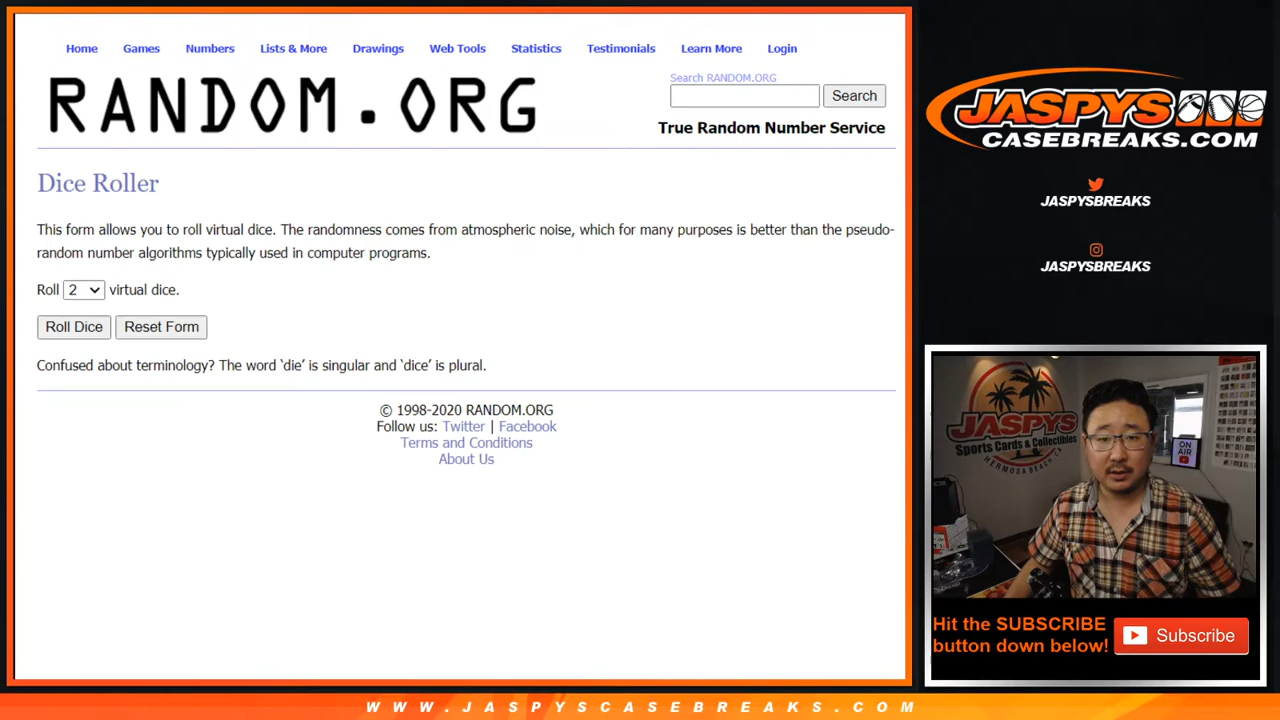 Home Games Numbers Lists & More Drawings Web Tools Statistics Testimonials Learn More Login
RANDOM.ORG
Search RANDOM.ORG
Search
True Random Number Service
Dice Roller
This form allows you to roll virtual dice. The randomness comes from atmospheric noise, which for many purposes is better than the pseudo-
random number algorithms typically used in computer programs.
Roll 2 virtual dice.
Roll Dice Reset Form
Confused about terminology? The word ‘die’ is singular and ‘dice’ is plural.
© 1998-2020 RANDOM.ORG
Follow us: Twitter | Facebook
Terms and Conditions
About Us
JASPYS
CASEBREAKS.COM
JASPYSBREAKS
JASPYSBREAKS
JASPYS
Sports Cards & Collectibles
HERMOSA BEACH, CA
ON
AIR
Hit the SUBSCRIBE
button down below!
Subscribe
WWW.JASPYSCASEBREAKS.COM